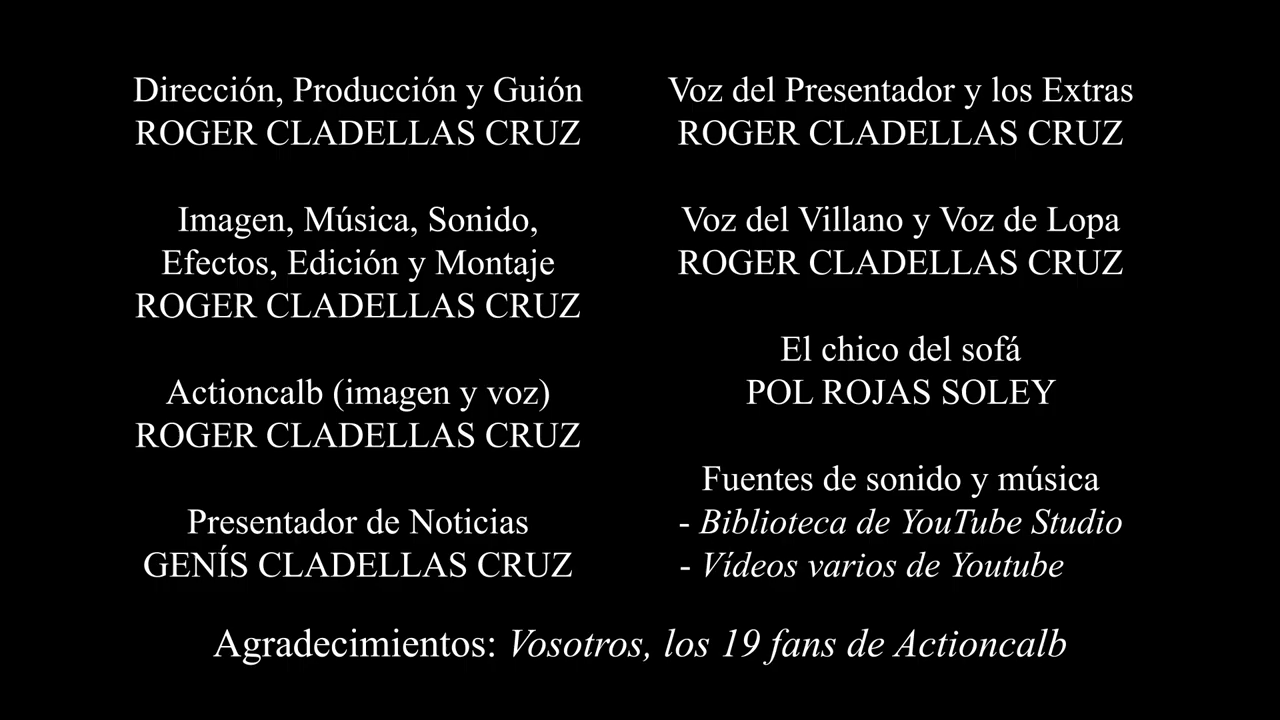 Dirección, Producción y Guión
ROGER CLADELLAS CRUZ
Imagen, Música, Sonido,
Efectos, Edición y Montaje
ROGER CLADELLAS CRUZ
Actioncalb (imagen y voz)
ROGER CLADELLAS CRUZ
Presentador de Noticias
GENÍS CLADELLAS CRUZ
Voz del Presentador y los Extras
ROGER CLADELLAS CRUZ
Voz del Villano y Voz de Lopa
ROGER CLADELLAS CRUZ
El chico del sofá
POL ROJAS SOLEY
Fuentes de sonido y música
- Biblioteca de YouTube Studio
- Vídeos varios de Youtube
Agradecimientos: Vosotros, los 19 fans de Actioncalb